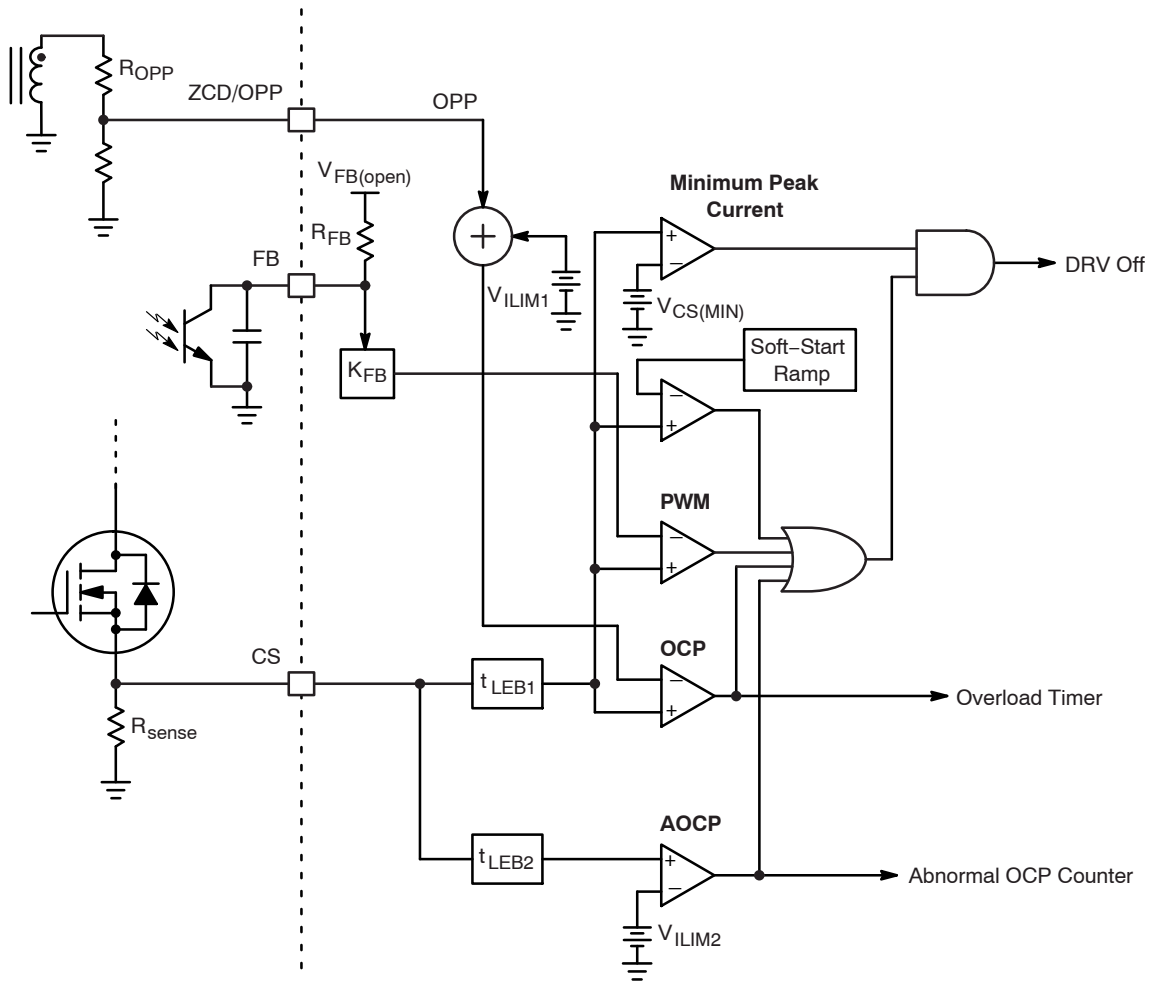 ROPP
ZCD/OPP
OPP
VFB(open)
RFB
FB
VILIM1
Minimum Peak
Current
DRV Off
VCS(MIN)
Soft−Start
Ramp
KFB
PWM
OCP
CS
tLEB1
Overload Timer
Rsense
AOCP
tLEB2
Abnormal OCP Counter
VILIM2